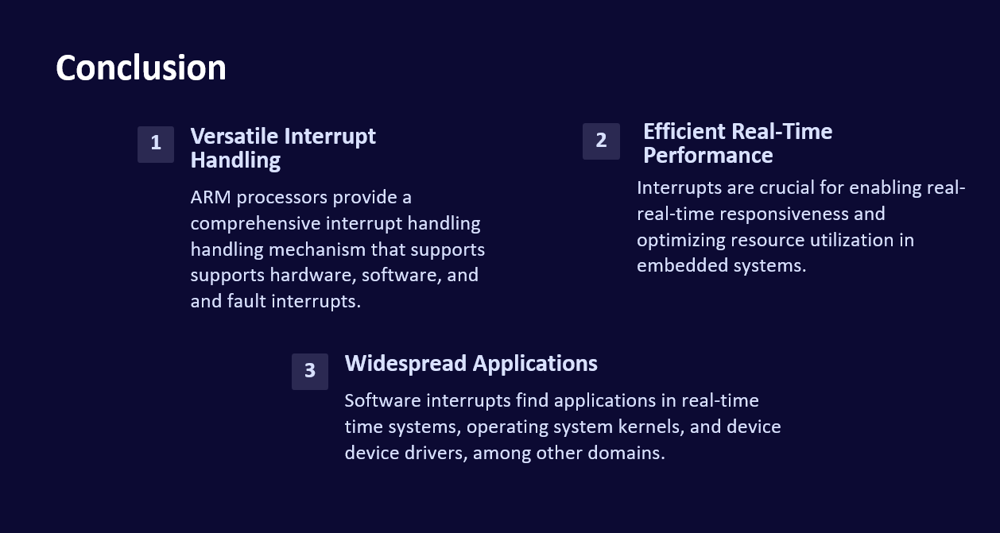 Conclusion
1
Versatile Interrupt
Handling
ARM processors provide a
comprehensive interrupt handling
handling mechanism that supports
supports hardware, software, and
and fault interrupts.
2
Efficient Real-Time
Performance
Interrupts are crucial for enabling real-
real-time responsiveness and
optimizing resource utilization in
embedded systems.
3
Widespread Applications
Software interrupts find applications in real-time
time systems, operating system kernels, and device
device drivers, among other domains.